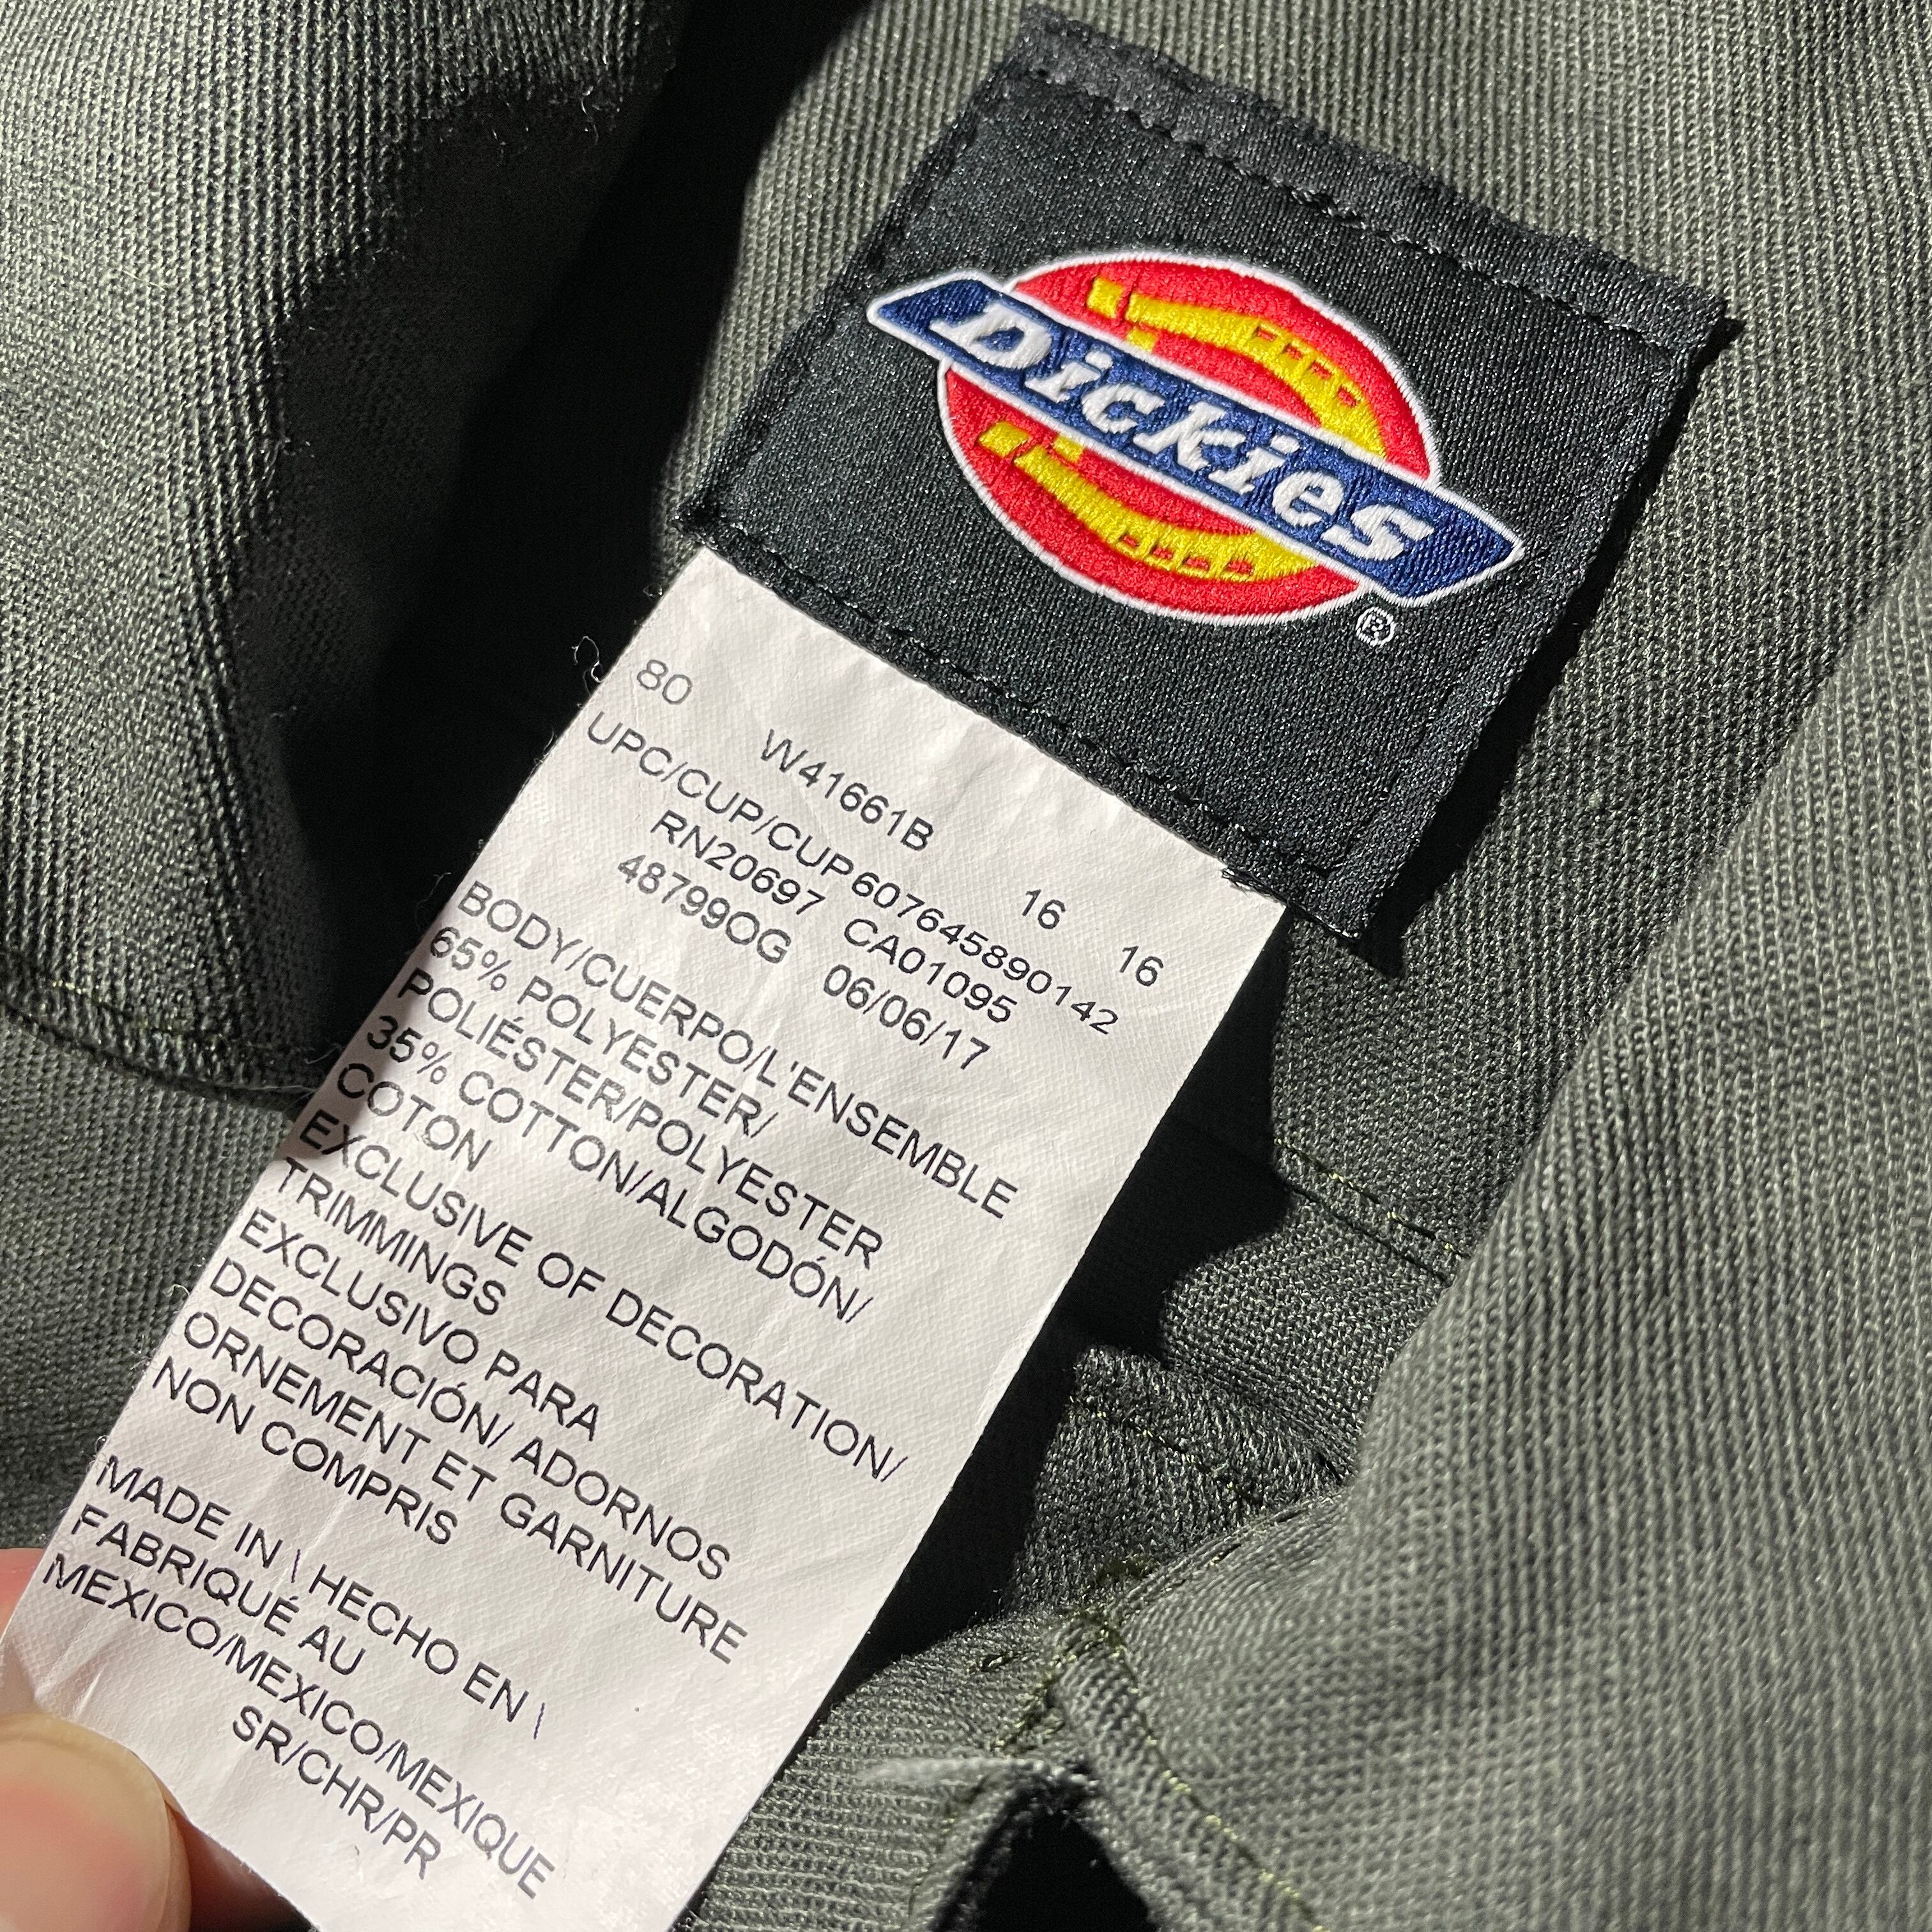 Dickies
®
80 W41661B 16 16
UPC/CUP/CUP 607645890142
RN20697 CA01095
48799OG 06/06/17
BODY/CUERPO/L'ENSEMBLE
65% POLYESTER/
POLIÉSTER/POLYESTER
35% COTTON/ALGODÓN/
COTON
EXCLUSIVE OF DECORATION/
TRIMMINGS
EXCLUSIVO PARA
DECORACIÓN/ ADORNOS
ORNEMENT ET GARNITURE
NON COMPRIS
MADE IN \ HECHO EN \
FABRIQUÉ AU
MEXICO/MEXICO/MEXIQUE
SR/CHR/PR